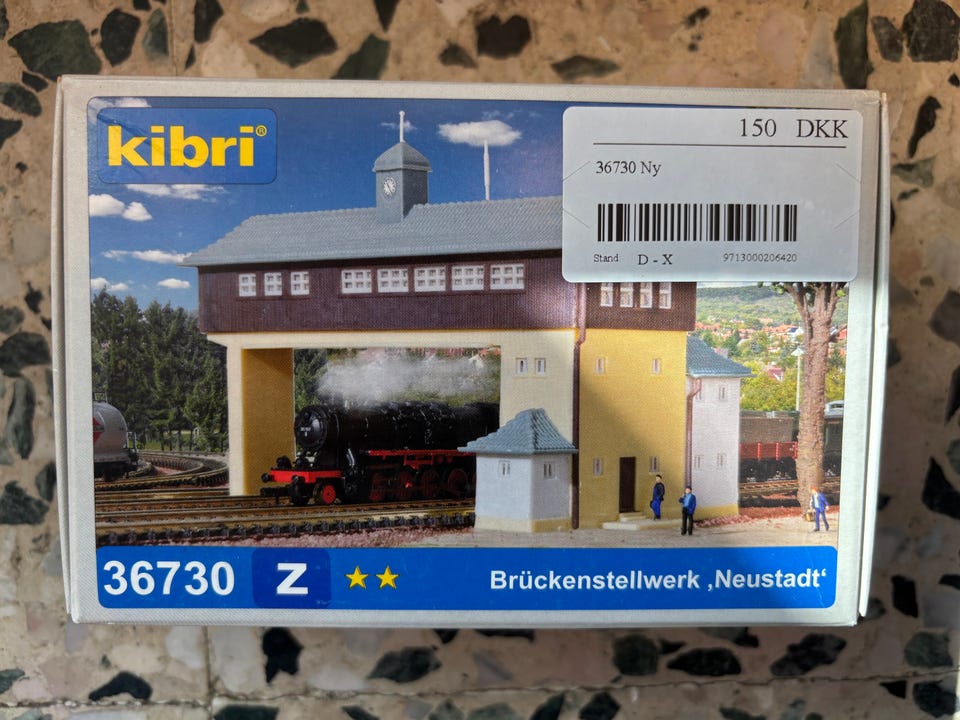 kibri®
150 DKK
36730 Ny
Stand D - X 9713000206420
36730 Z Brückenstellwerk ‚Neustadt‘